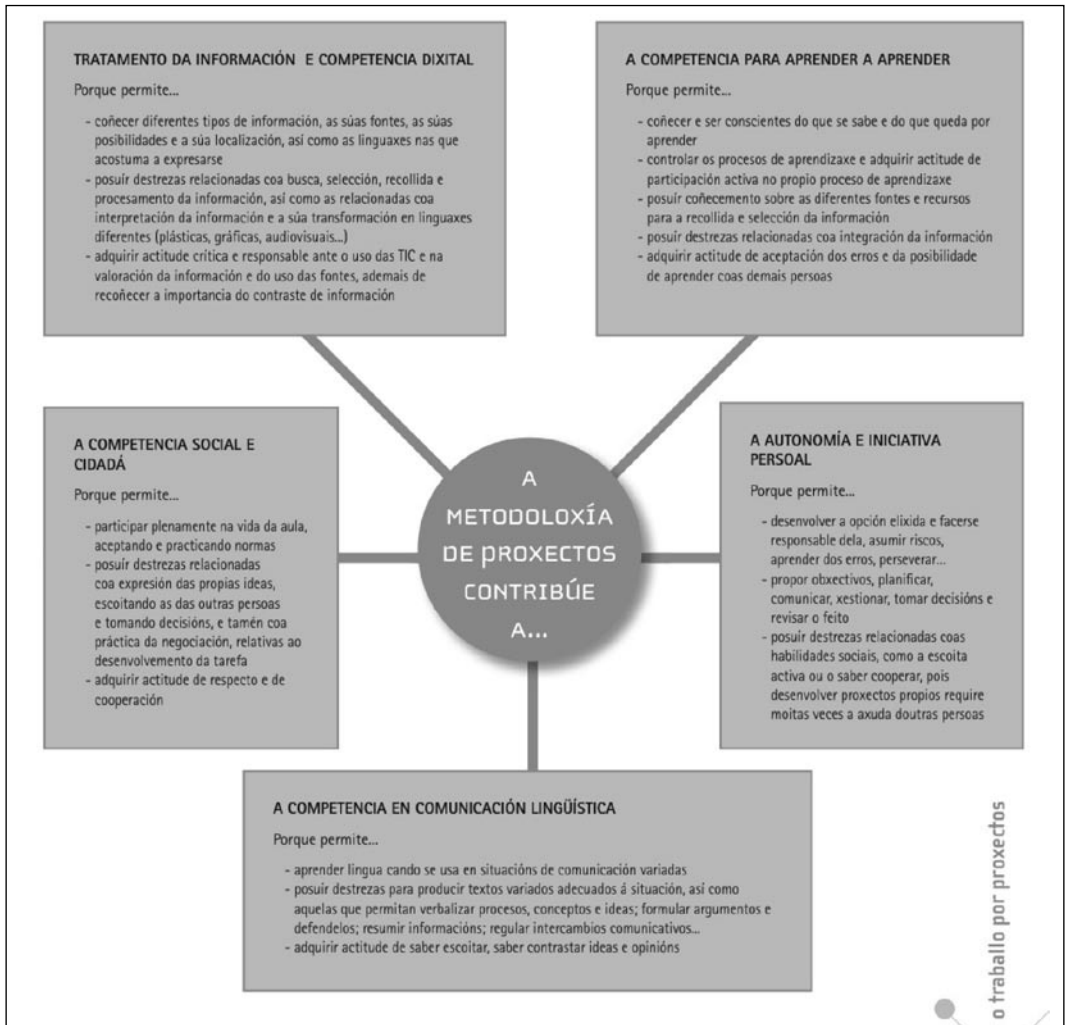 TRATAMENTO DA INFORMACIÓN E COMPETENCIA DIXITAL
Porque permite...
- coñecer diferentes tipos de información, as súas fontes, as súas
posibilidades e a súa localización, así como as linguaxes nas que
acostuma a expresarse
- posuír destrezas relacionadas coa busca, selección, recollida e
procesamento da información, así como as relacionadas coa
interpretación da información e a súa transformación en linguaxes
diferentes (plásticas, gráficas, audiovisuais...)
- adquirir actitude crítica e responsable ante o uso das TIC e na
valoración da información e do uso das fontes, ademais de
recoñecer a importancia do contraste de información
A COMPETENCIA PARA APRENDER A APRENDER
Porque permite...
- coñecer e ser conscientes do que se sabe e do que queda por
aprender
- controlar os procesos de aprendizaxe e adquirir actitude de
participación activa no propio proceso de aprendizaxe
- posuír coñecemento sobre as diferentes fontes e recursos
para a recollida e selección da información
- posuír destrezas relacionadas coa integración da información
- adquirir actitude de aceptación dos erros e da posibilidade
de aprender coas demais persoas
A COMPETENCIA SOCIAL E
CIDADÁ
Porque permite...
- participar plenamente na vida da aula,
aceptando e practicando normas
- posuír destrezas relacionadas
coa expresión das propias ideas,
escoitando as das outras persoas
e tomando decisións, e tamén coa
práctica da negociación, relativas ao
desenvolvemento da tarefa
- adquirir actitude de respecto e de
cooperación
A
METODOLOXÍA
DE PROXECTOS
CONTRIBÚE
A...
A AUTONOMÍA E INICIATIVA
PERSOAL
Porque permite...
- desenvolver a opción elixida e facerse
responsable dela, asumir riscos,
aprender dos erros, perseverar...
- propor obxectivos, planificar,
comunicar, xestionar, tomar decisións e
revisar o feito
- posuír destrezas relacionadas coas
habilidades sociais, como a escoita
activa ou o saber cooperar, pois
desenvolver proxectos propios require
moitas veces a axuda doutras persoas
A COMPETENCIA EN COMUNICACIÓN LINGÜÍSTICA
Porque permite...
- aprender lingua cando se usa en situacións de comunicación variadas
- posuír destrezas para producir textos variados adecuados á situación, así como
aquelas que permitan verbalizar procesos, conceptos e ideas; formular argumentos e
defendelos; resumir informacións; regular intercambios comunicativos...
- adquirir actitude de saber escoitar, saber contrastar ideas e opinións
o traballo por proxectos